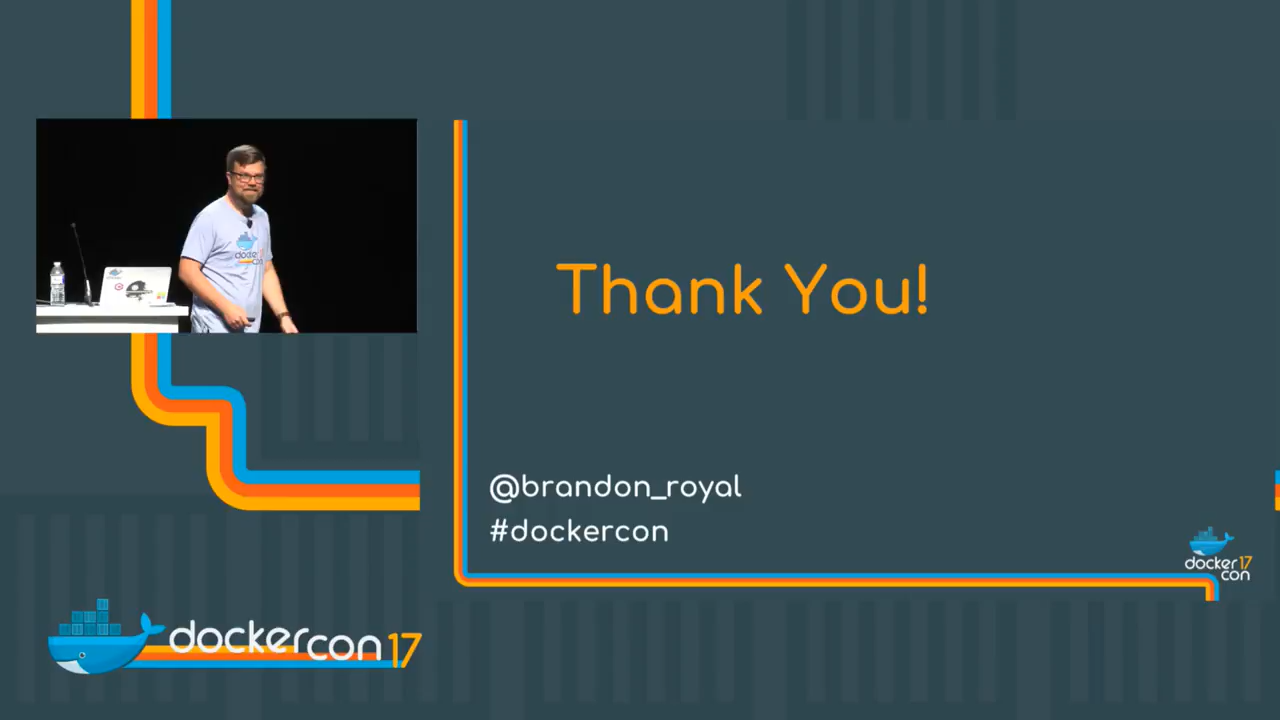 Thank You!
@brandon_royal
#dockercon
docker 17
con
dockercon 17